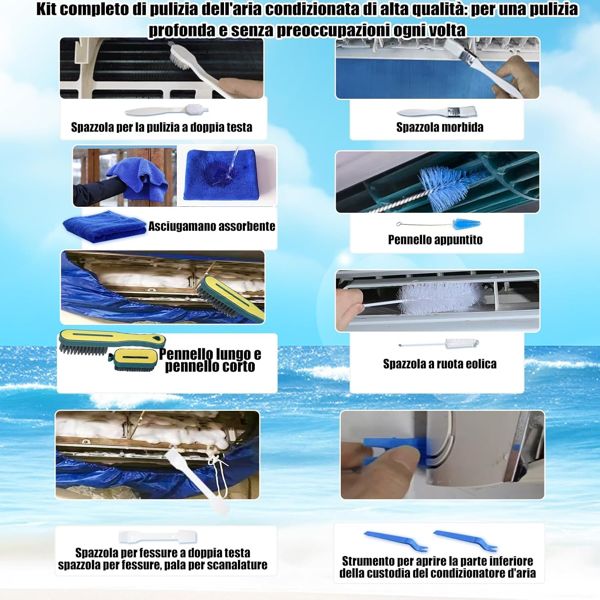 Kit completo di pulizia dell'aria condizionata di alta qualità: per una pulizia
profonda e senza preoccupazioni ogni volta
Spazzola per la pulizia a doppia testa
Spazzola morbida
Asciugamano assorbente
Pennello appuntito
Pennello lungo e
pennello corto
Spazzola a ruota eolica
Spazzola per fessure a doppia testa
spazzola per fessure, pala per scanalature
Strumento per aprire la parte inferiore
della custodia del condizionatore d'aria